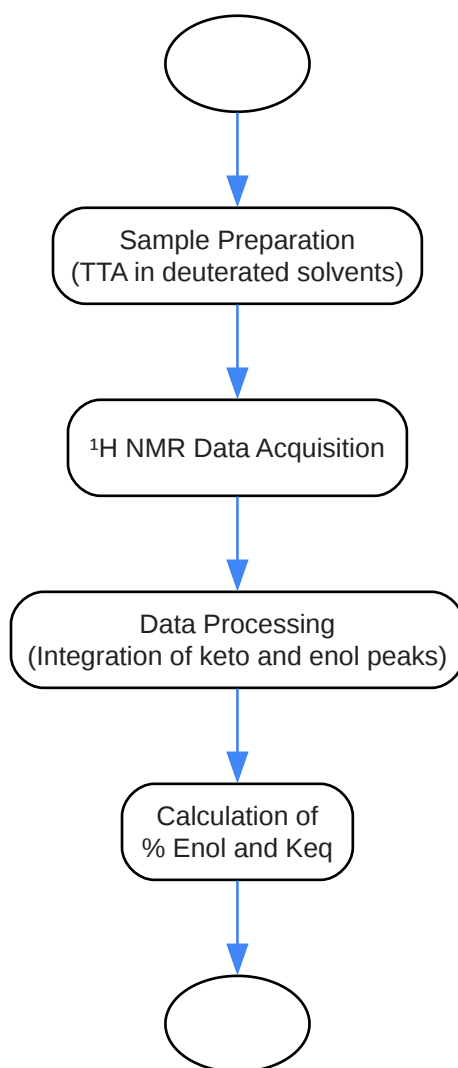 Sample Preparation
(TTA in deuterated solvents)
¹H NMR Data Acquisition
Data Processing
(Integration of keto and enol peaks)
Calculation of
% Enol and Keq